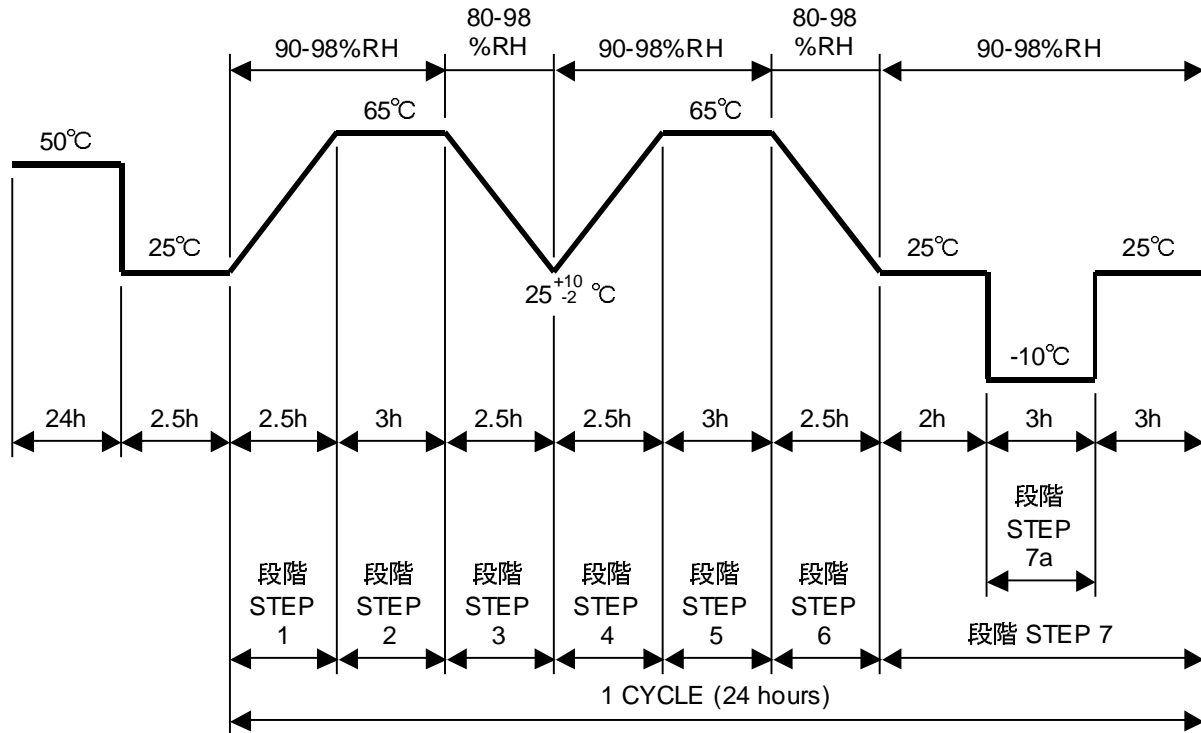 80-98
%RH
80-98
%RH
90-98%RH
90-98%RH
90-98%RH
65℃
65℃
50℃
25℃
25℃
25℃
25 +10 -2 ℃
-10℃
24h
2.5h
2.5h
3h
2.5h
2.5h
3h
2.5h
2h
3h
3h
段階
STEP
7a
段階
STEP
1
段階
STEP
2
段階
STEP
3
段階
STEP
4
段階
STEP
5
段階
STEP
6
段階 STEP 7
1 CYCLE (24 hours)